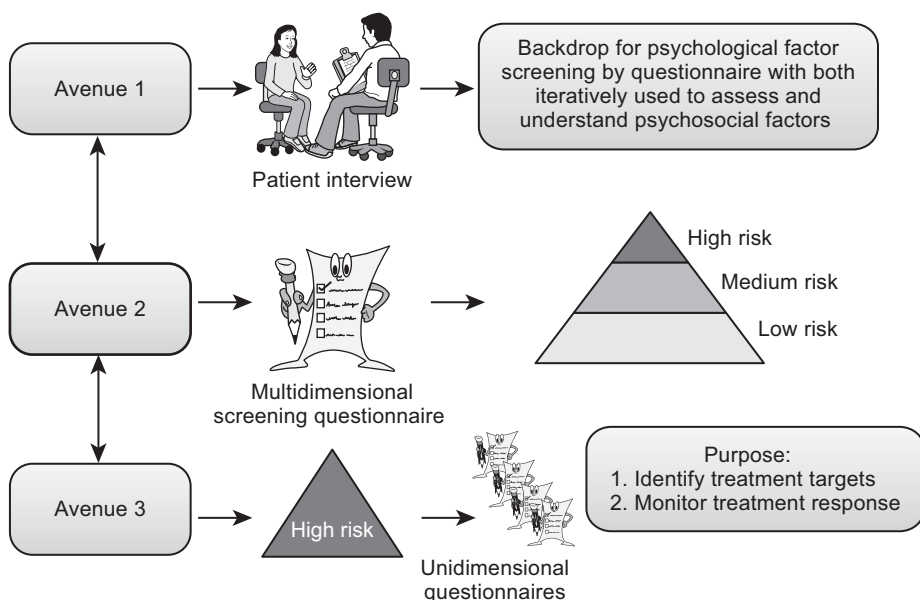 Avenue 1
Patient interview
Backdrop for psychological factor
screening by questionnaire with both
iteratively used to assess and
understand psychosocial factors
Avenue 2
Multidimensional
screening questionnaire
High risk
Medium risk
Low risk
Avenue 3
High risk
Unidimensional
questionnaires
Purpose:
1. Identify treatment targets
2. Monitor treatment response